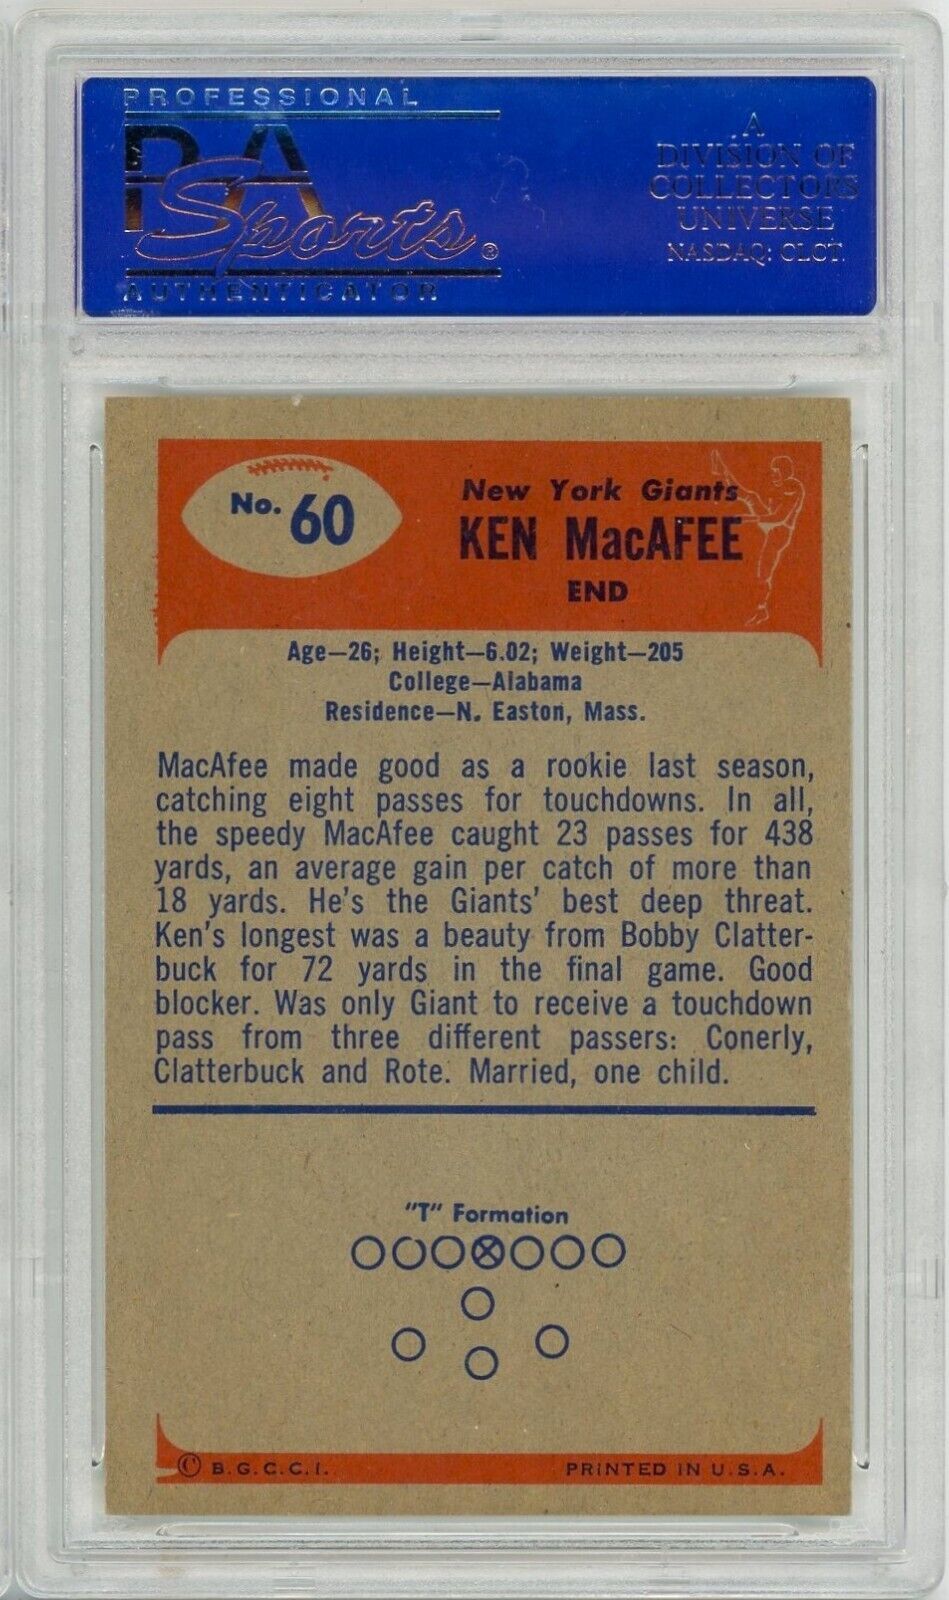 PROFESSIONAL
PSA
Sports®
AUTHENTICATOR
A
DIVISION OF
COLLECTORS
UNIVERSE
NASDAQ: CLCT
No. 60
New York Giants
KEN MacAFEE
END
Age—26; Height—6.02; Weight—205
College—Alabama
Residence—N. Easton, Mass.
MacAfee made good as a rookie last season,
catching eight passes for touchdowns. In all,
the speedy MacAfee caught 23 passes for 438
yards, an average gain per catch of more than
18 yards. He's the Giants' best deep threat.
Ken's longest was a beauty from Bobby Clatter-
buck for 72 yards in the final game. Good
blocker. Was only Giant to receive a touchdown
pass from three different passers: Conerly,
Clatterbuck and Rote. Married, one child.
"T" Formation
© B.G.C.C.I.
PRINTED IN U.S.A.